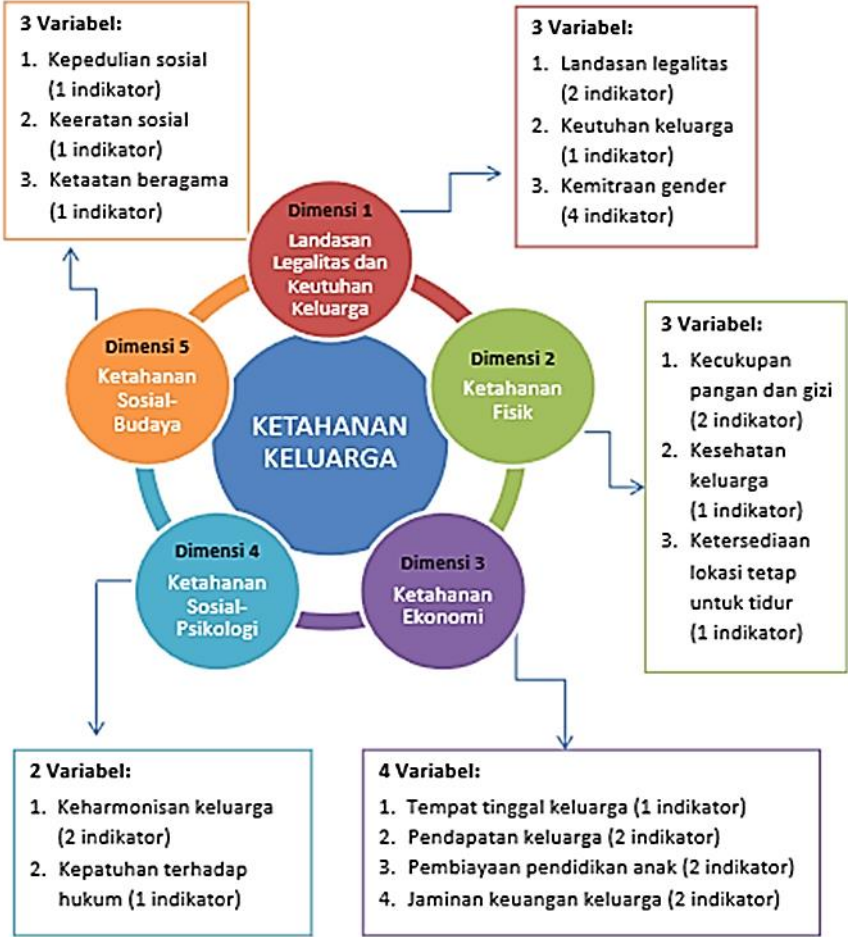 3 Variabel:
1. Kepedulian sosial
(1 indikator)
2. Keeratan sosial
(1 indikator)
3. Ketaatan beragama
(1 indikator)
3 Variabel:
1. Landasan legalitas
(2 indikator)
2. Keutuhan keluarga
(1 indikator)
3. Kemitraan gender
(4 indikator)
Dimensi 1
Landasan
Legalitas dan
Keutuhan
Keluarga
Dimensi 5
Ketahanan
Sosial-
Budaya
KETAHANAN
KELUARGA
Dimensi 2
Ketahanan
Fisik
3 Variabel:
1. Kecukupan
pangan dan gizi
(2 indikator)
2. Kesehatan
keluarga
(1 indikator)
3. Ketersediaan
lokasi tetap
untuk tidur
(1 indikator)
Dimensi 4
Ketahanan
Sosial-
Psikologi
Dimensi 3
Ketahanan
Ekonomi
2 Variabel:
1. Keharmonisan keluarga
(2 indikator)
2. Kepatuhan terhadap
hukum (1 indikator)
4 Variabel:
1. Tempat tinggal keluarga (1 indikator)
2. Pendapatan keluarga (2 indikator)
3. Pembiayaan pendidikan anak (2 indikator)
4. Jaminan keuangan keluarga (2 indikator)